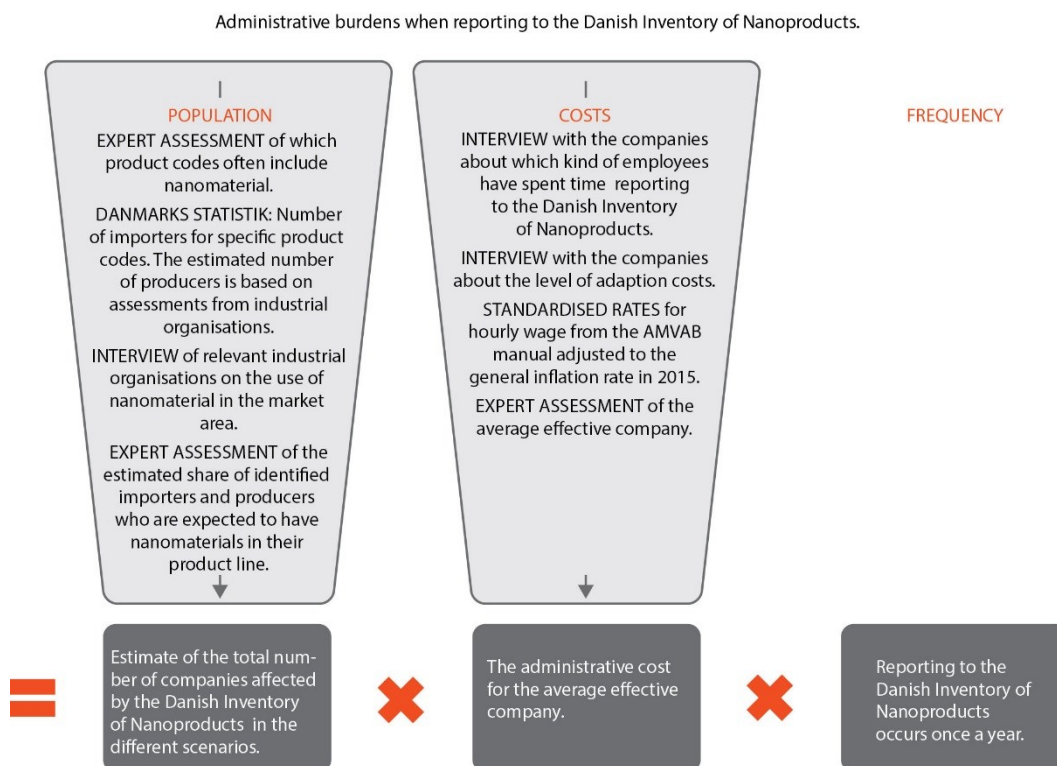 Administrative burdens when reporting to the Danish Inventory of Nanoproducts.
POPULATION
EXPERT ASSESSMENT of which
product codes often include
nanomaterial.
DANMARKS STATISTIK: Number
of importers for specific product
codes. The estimated number
of producers is based on
assessments from industrial
organisations.
INTERVIEW of relevant industrial
organisations on the use of
nanomaterial in the market
area.
EXPERT ASSESSMENT of the
estimated share of identified
importers and producers
who are expected to have
nanomaterials in their
product line.
COSTS
INTERVIEW with the companies
about which kind of employees
have spent time reporting
to the Danish Inventory
of Nanoproducts.
INTERVIEW with the companies
about the level of adaption costs.
STANDARDISED RATES for
hourly wage from the AMVAB
manual adjusted to the
general inflation rate in 2015.
EXPERT ASSESSMENT of the
average effective company.
FREQUENCY
Estimate of the total num-
ber of companies affected
by the Danish Inventory
of Nanoproducts in the
different scenarios.
The administrative cost
for the average effective
company.
Reporting to the
Danish Inventory of
Nanoproducts
occurs once a year.